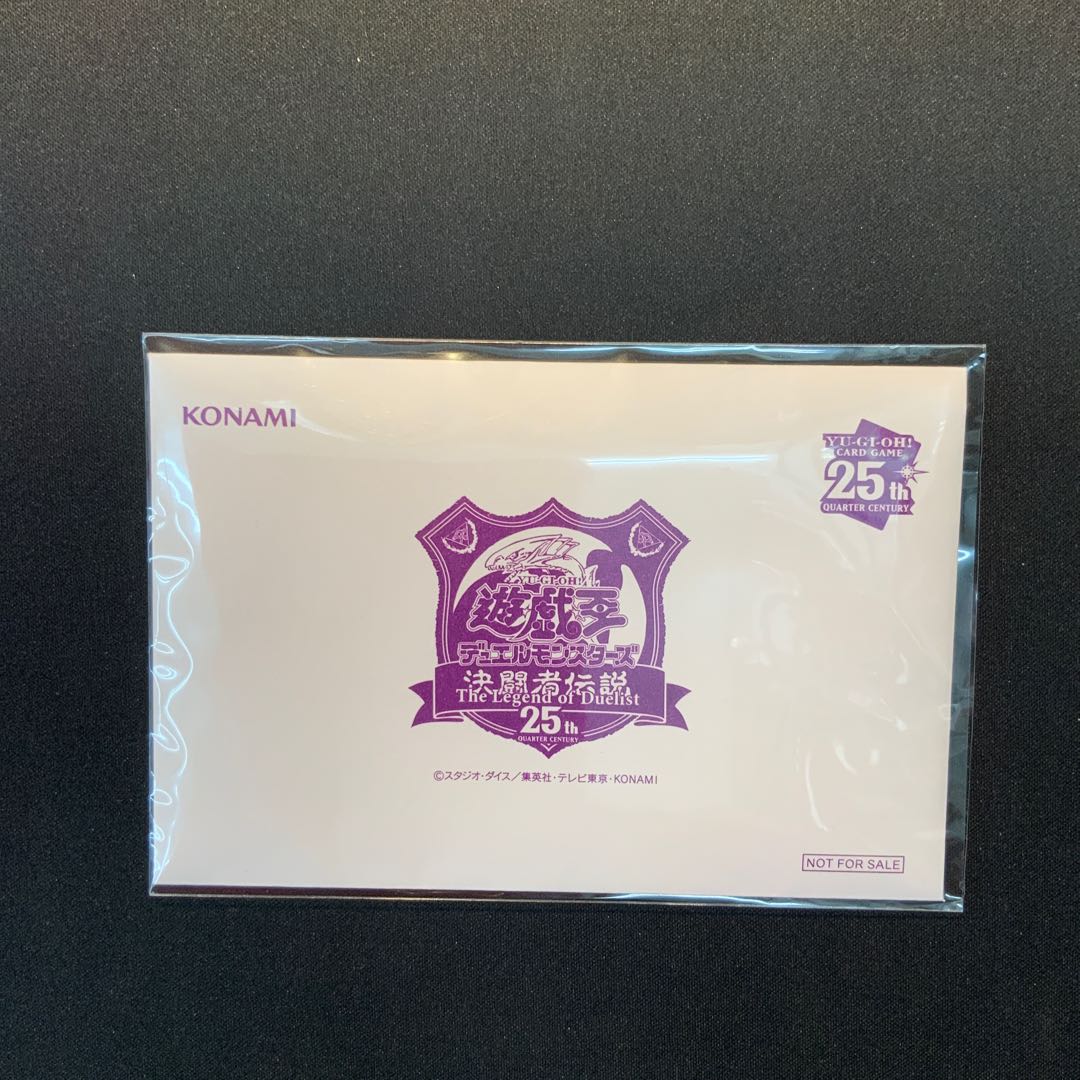 KONAMI
YU-GI-OH!
CARD GAME
25th
QUARTER CENTURY
YU-GI-OH!
遊戯王
デュエルモンスターズ
決闘者伝説
The Legend of Duelist
25th
QUARTER CENTURY
©スタジオ・ダイス／集英社・テレビ東京・KONAMI
NOT FOR SALE